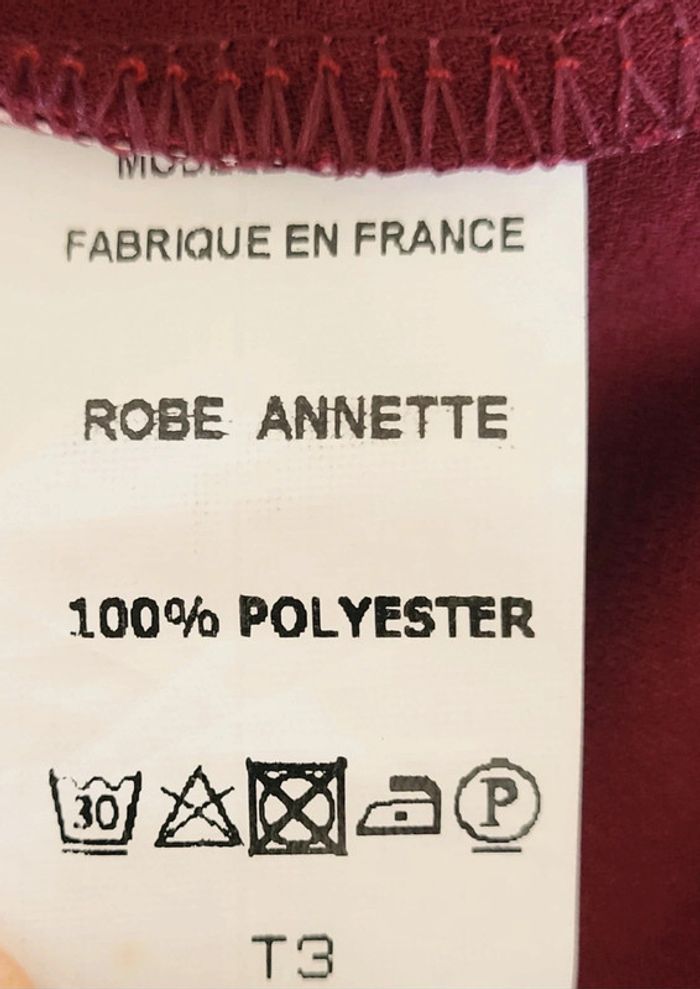 FABRIQUE EN FRANCE
ROBE ANNETTE
100% POLYESTER
30 P
T3